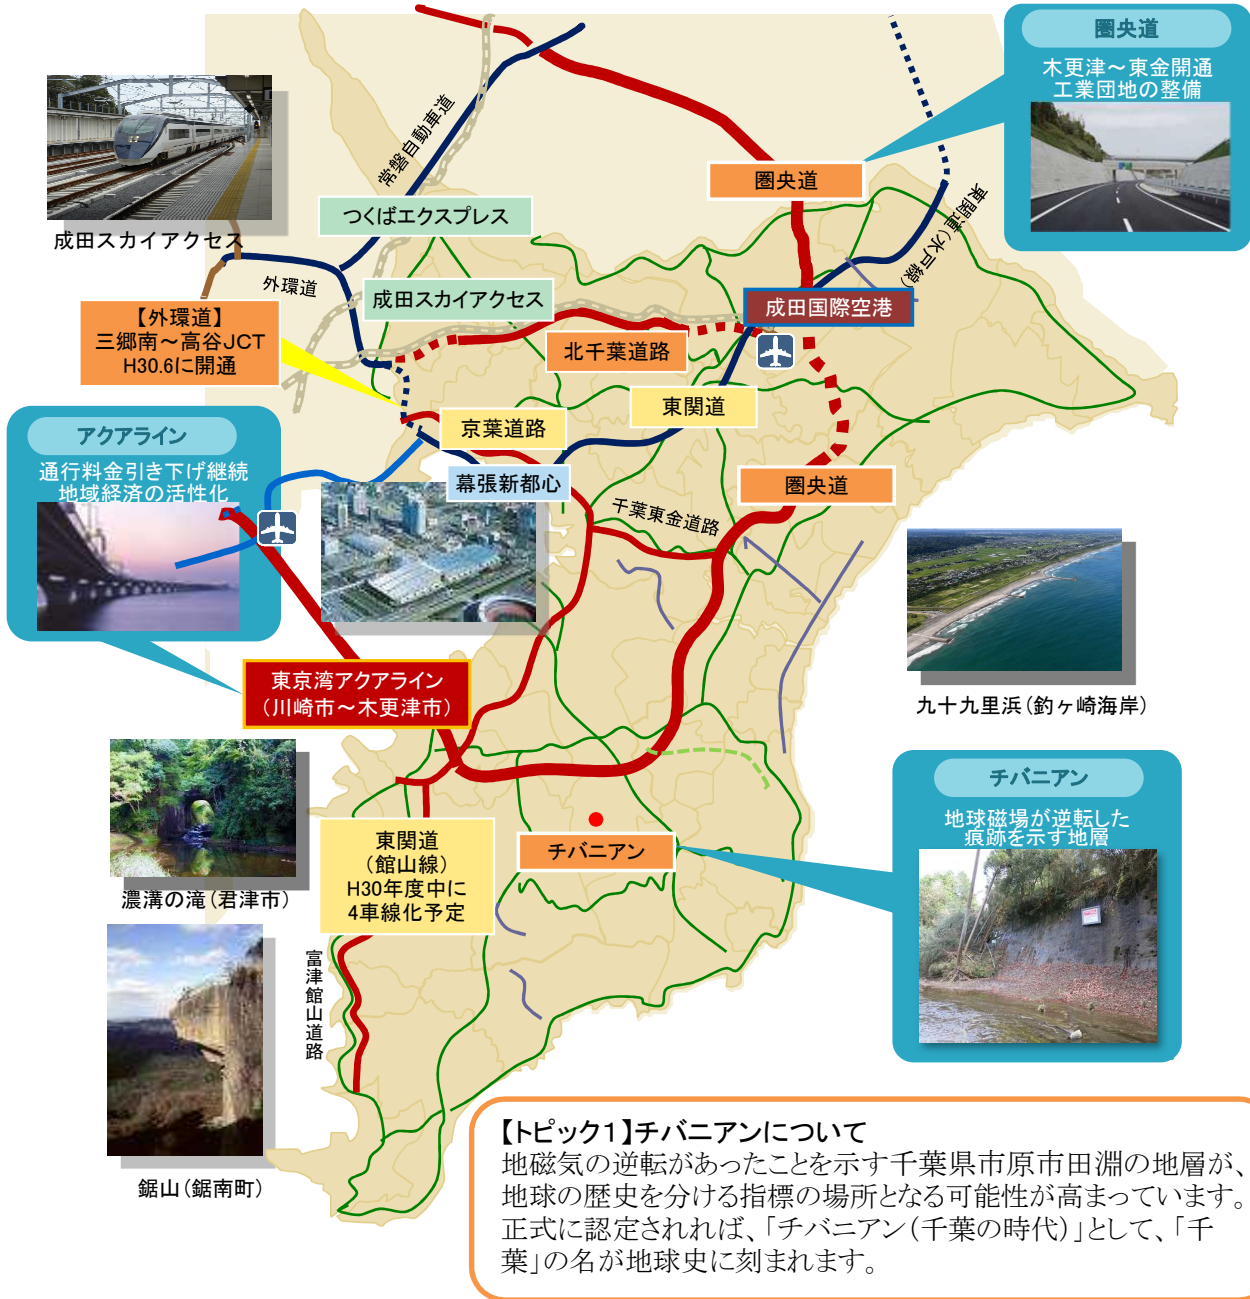 圏央道
木更津～東金開通
工業団地の整備
常磐自動車道
圏央道
つくばエクスプレス
東関道(水戸線)
成田スカイアクセス
外環道
成田スカイアクセス
成田国際空港
【外環道】
三郷南～高谷JCT
H30.6に開通
北千葉道路
東関道
京葉道路
アクアライン
通行料金引き下げ継続
地域経済の活性化
幕張新都心
圏央道
千葉東金道路
東京湾アクアライン
(川崎市～木更津市)
九十九里浜(釣ヶ崎海岸)
チバニアン
地球磁場が逆転した
痕跡を示す地層
東関道
(館山線)
H30年度中に
4車線化予定
チバニアン
濃溝の滝(君津市)
富津館山道路
鋸山(鋸南町)
【トピック1】チバニアンについて
地磁気の逆転があったことを示す千葉県市原市田淵の地層が、
地球の歴史を分ける指標の場所となる可能性が高まっています。
正式に認定されれば、「チバニアン(千葉の時代)」として、「千
葉」の名が地球史に刻まれます。